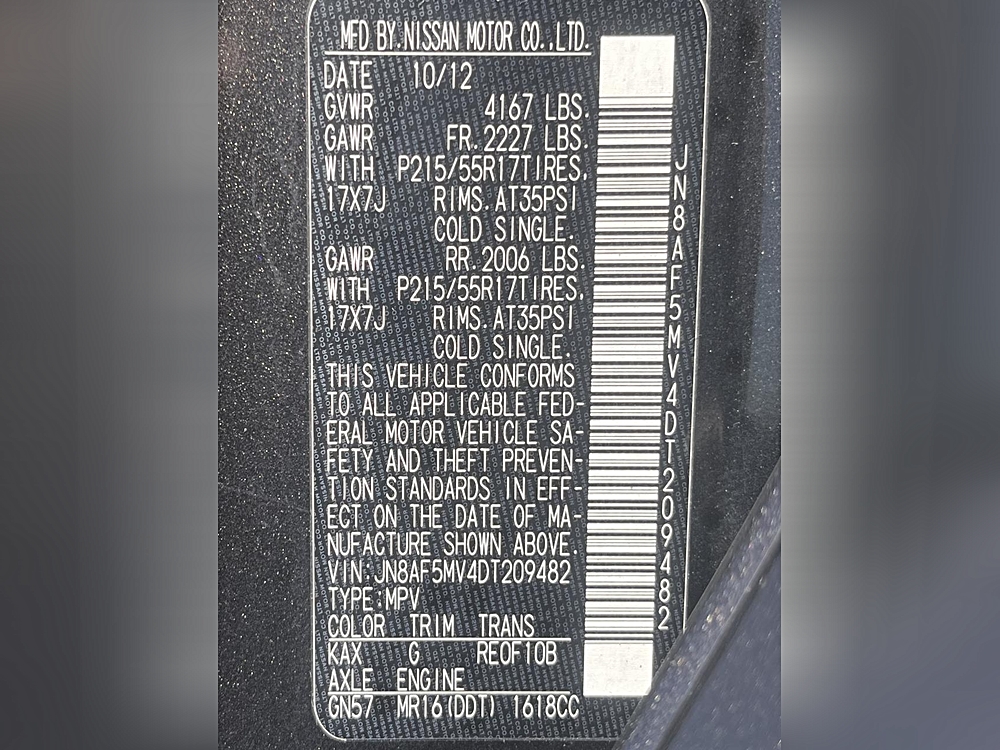 MFD BY.NISSAN MOTOR CO.,LTD.
DATE 10/12
GVWR 4167 LBS.
GAWR FR.2227 LBS.
WITH P215/55R17TIRES.
17X7J RIMS.AT35PSI
COLD SINGLE.
GAWR RR.2006 LBS.
WITH P215/55R17TIRES.
17X7J RIMS.AT35PSI
COLD SINGLE.
THIS VEHICLE CONFORMS
TO ALL APPLICABLE FED-
ERAL MOTOR VEHICLE SA-
FETY AND THEFT PREVEN-
TION STANDARDS IN EFF-
ECT ON THE DATE OF MA-
NUFACTURE SHOWN ABOVE.
VIN:JN8AF5MV4DT209482
TYPE:MPV
COLOR TRIM TRANS
KAX G RE0F10B
AXLE ENGINE
GN57 MR16(DDT) 1618CC
JN8AF5MV4DT209482